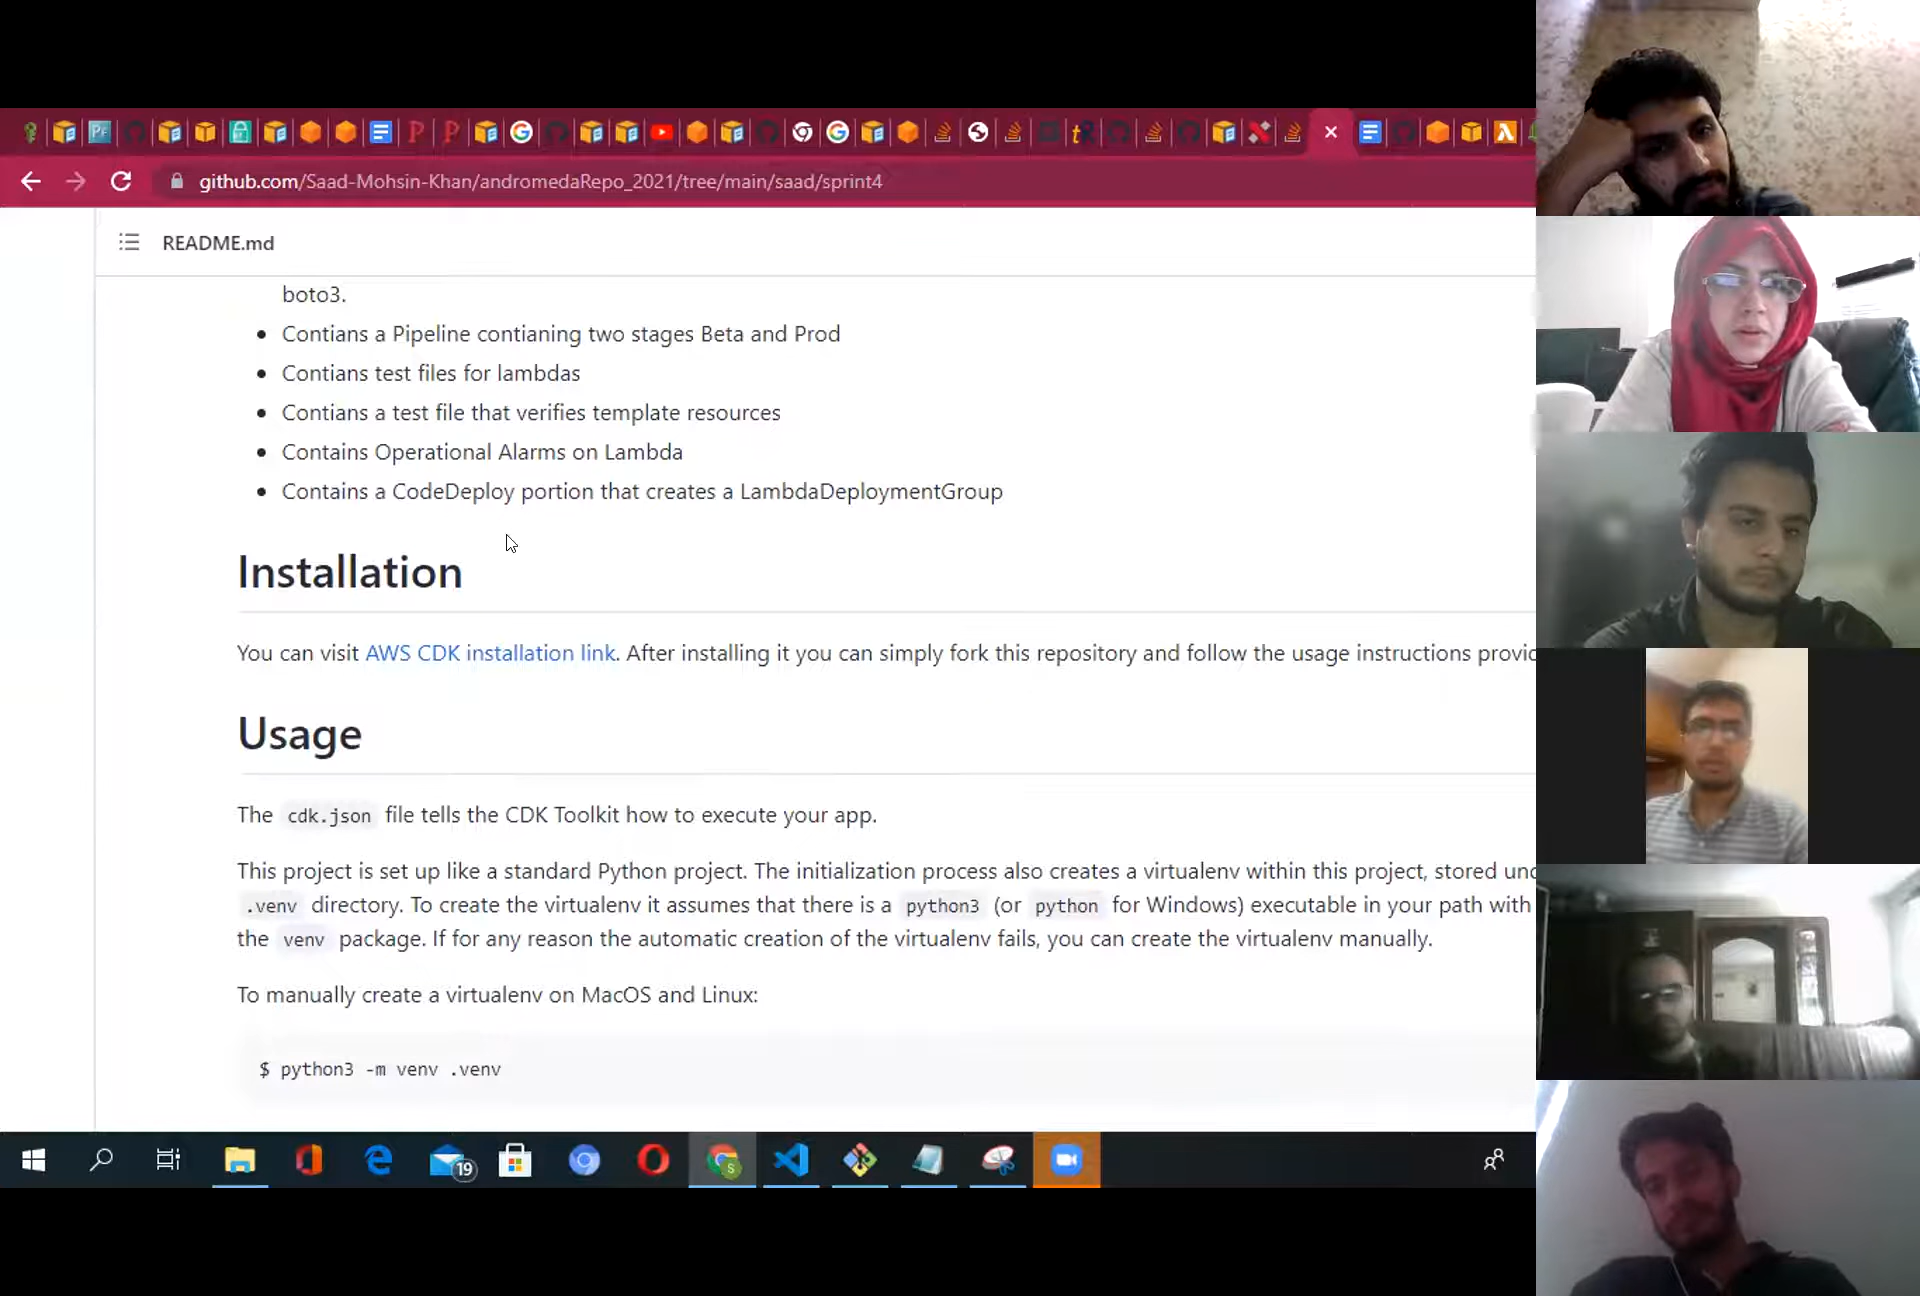 github.com/Saad-Mohsin-Khan/andromedaRepo_2021/tree/main/saad/sprint4
README.md
boto3.
Contians a Pipeline contianing two stages Beta and Prod
Contians test files for lambdas
Contians a test file that verifies template resources
Contains Operational Alarms on Lambda
Contains a CodeDeploy portion that creates a LambdaDeploymentGroup
Installation
You can visit AWS CDK installation link. After installing it you can simply fork this repository and follow the usage instructions provid
Usage
The cdk.json file tells the CDK Toolkit how to execute your app.
This project is set up like a standard Python project. The initialization process also creates a virtualenv within this project, stored und
.venv directory. To create the virtualenv it assumes that there is a python3 (or python for Windows) executable in your path with
the venv package. If for any reason the automatic creation of the virtualenv fails, you can create the virtualenv manually.
To manually create a virtualenv on MacOS and Linux:
$ python3 -m venv .venv
19